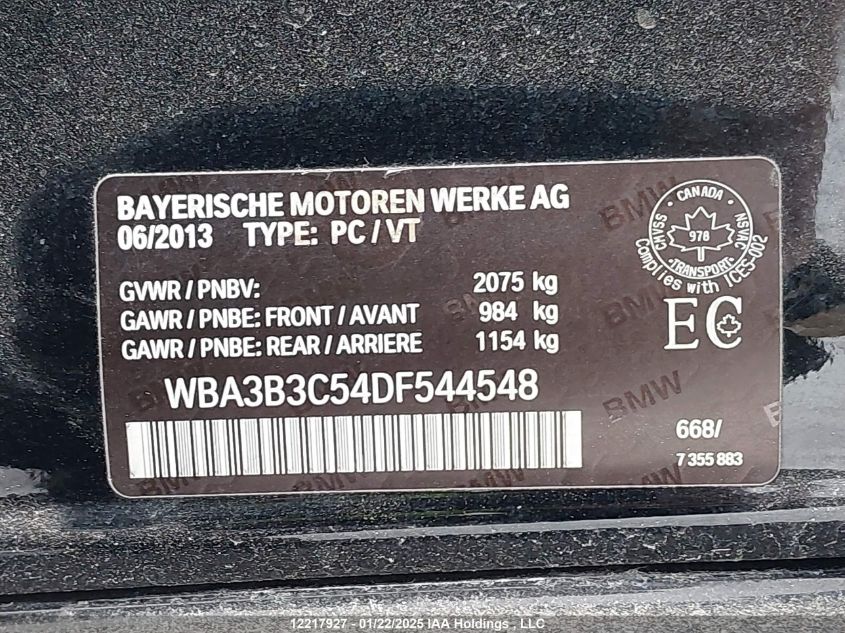 BAYERISCHE MOTOREN WERKE AG
06/2013 TYPE: PC/VT
CANADA
CMVSS
NSVAC
978
TRANSPORT
Complies with ICES-002
GVWR/PNBV: 2075 kg
GAWR/PNBE: FRONT/AVANT 984 kg
GAWR/PNBE: REAR/ARRIERE 1154 kg
EC
WBA3B3C54DF544548
668/
7 355 883
BMW
BMW
BMW
12217927 - 01/22/2025 IAA Holdings, LLC